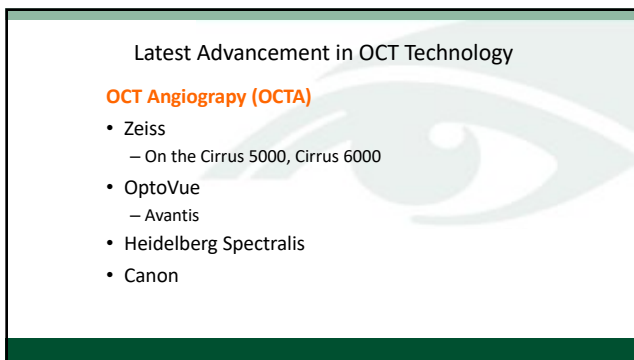 Latest Advancement in OCT Technology
OCT Angiograpy (OCTA)
• Zeiss
– On the Cirrus 5000, Cirrus 6000
• OptoVue
– Avantis
• Heidelberg Spectralis
• Canon